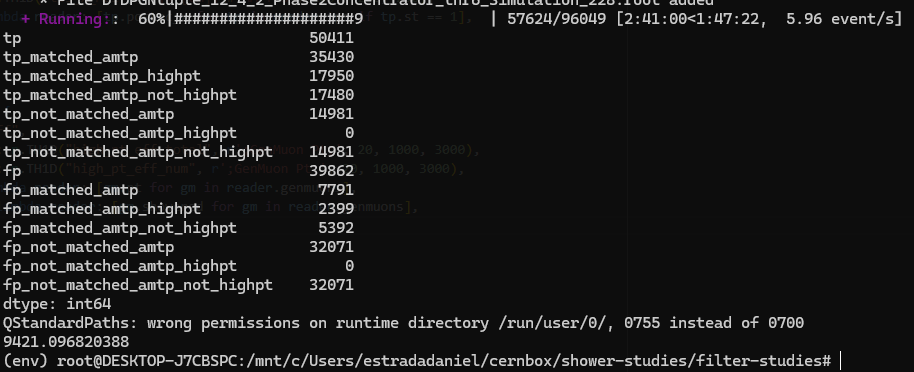 * File DTDPGNtuple_12_4_2_Phase2Concentrator_thr6_Simulation_228.root added
+ Running:: 60%|####################9 | 57624/96049 [2:41:00<1:47:22, 5.96 event/s]
tp 50411
tp_matched_amtp 35430
tp_matched_amtp_highpt 17950
tp_matched_amtp_not_highpt 17480
tp_not_matched_amtp 14981
tp_not_matched_amtp_highpt 0
tp_not_matched_amtp_not_highpt 14981
fp 39862
fp_matched_amtp 7791
fp_matched_amtp_highpt 2399
fp_matched_amtp_not_highpt 5392
fp_not_matched_amtp 32071
fp_not_matched_amtp_highpt 0
fp_not_matched_amtp_not_highpt 32071
dtype: int64
QStandardPaths: wrong permissions on runtime directory /run/user/0/, 0755 instead of 0700
9421.096820388
(env) root@DESKTOP-J7CBSPC:/mnt/c/Users/estradadaniel/cernbox/shower-studies/filter-studies#